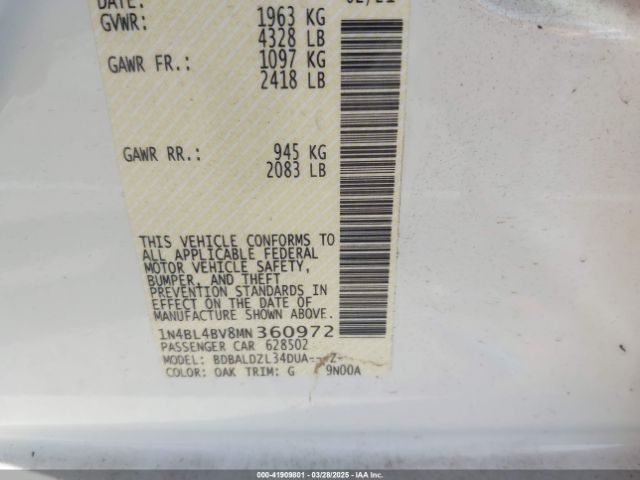 DATE: 02/21
GVWR: 1963 KG
4328 LB
GAWR FR.: 1097 KG
2418 LB
GAWR RR.: 945 KG
2083 LB
THIS VEHICLE CONFORMS TO
ALL APPLICABLE FEDERAL
MOTOR VEHICLE SAFETY,
BUMPER, AND THEFT
PREVENTION STANDARDS IN
EFFECT ON THE DATE OF
MANUFACTURE SHOWN ABOVE.
1N4BL4BV8MN360972
PASSENGER CAR 628502
MODEL: BDBALDZL34DUA---Z-
COLOR: OAK TRIM: G 9N00A
000-41909801 | 03/28/2025 - © IAA, LLC